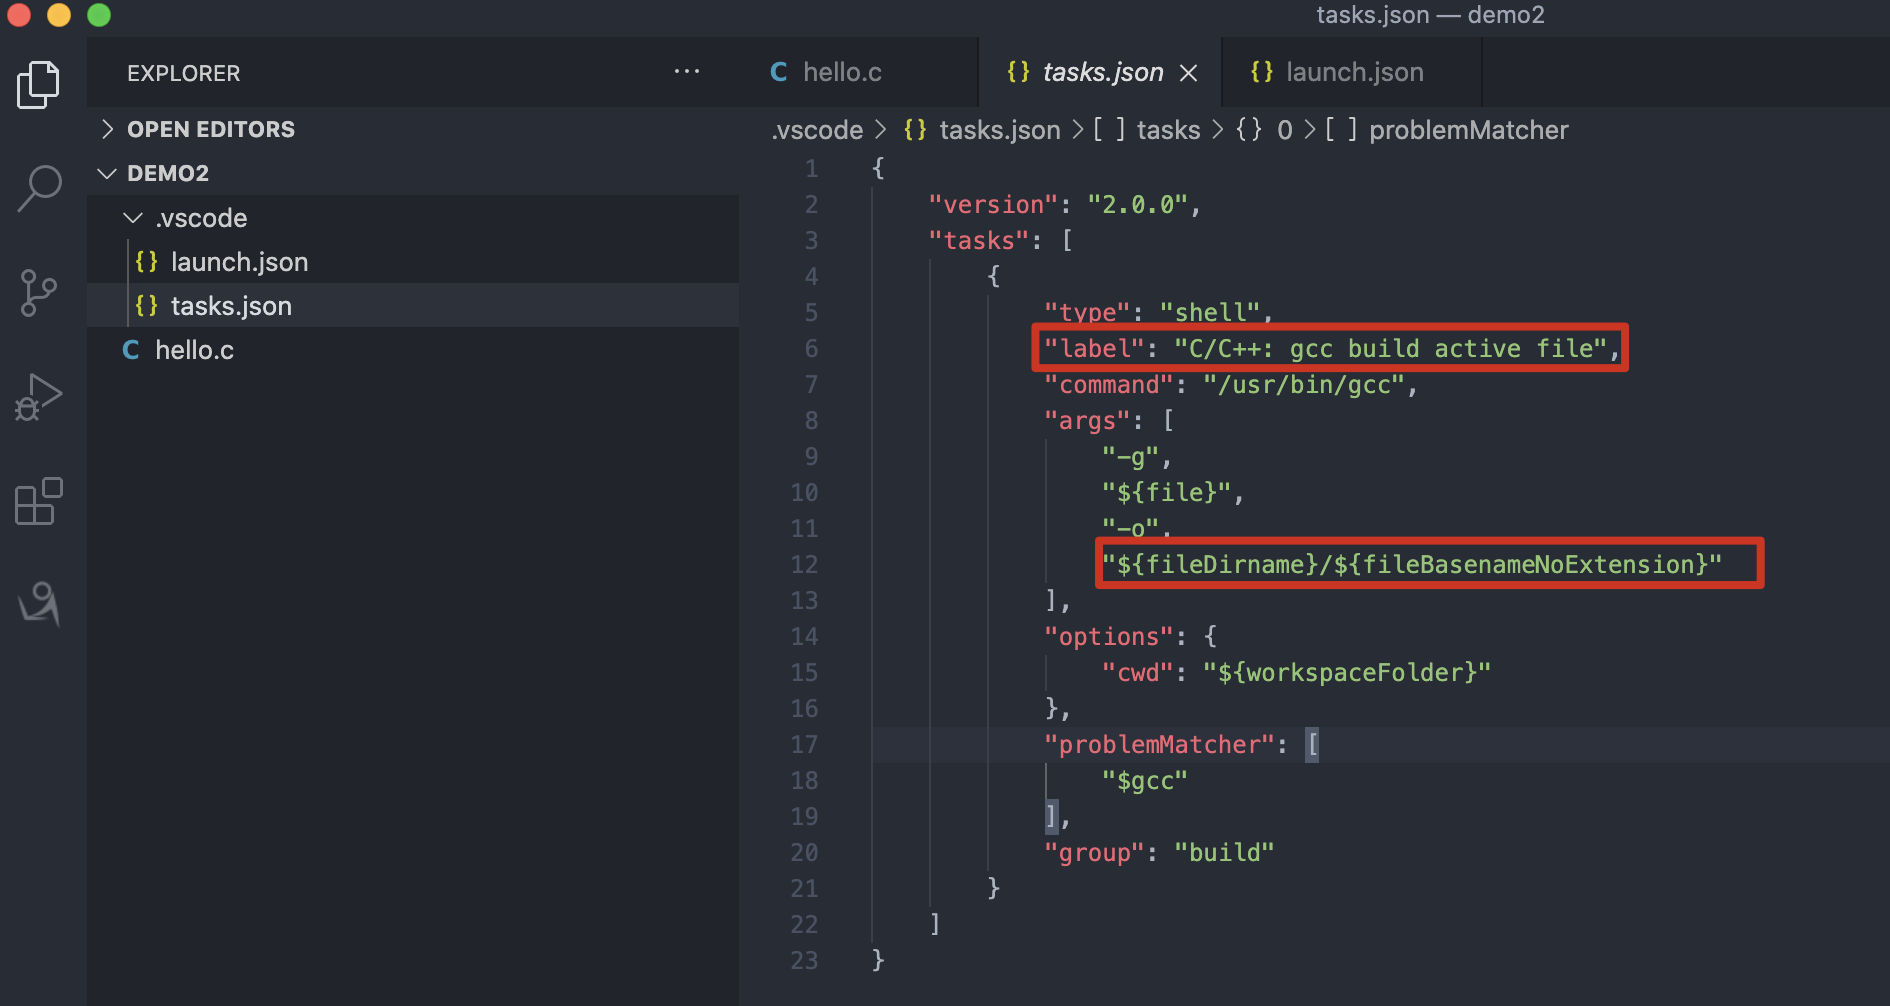 tasks.json — demo2
EXPLORER
···
OPEN EDITORS
DEMO2
.vscode
{} launch.json
{} tasks.json
C hello.c
C hello.c
{} tasks.json ×
{} launch.json
.vscode > {} tasks.json > [ ] tasks > {} 0 > [ ] problemMatcher
1 {
2 "version": "2.0.0",
3 "tasks": [
4 {
5 "type": "shell",
6 "label": "C/C++: gcc build active file",
7 "command": "/usr/bin/gcc",
8 "args": [
9 "-g",
10 "${file}",
11 "-o",
12 "${fileDirname}/${fileBasenameNoExtension}"
13 ],
14 "options": {
15 "cwd": "${workspaceFolder}"
16 },
17 "problemMatcher": [
18 "$gcc"
19 ],
20 "group": "build"
21 }
22 ]
23 }